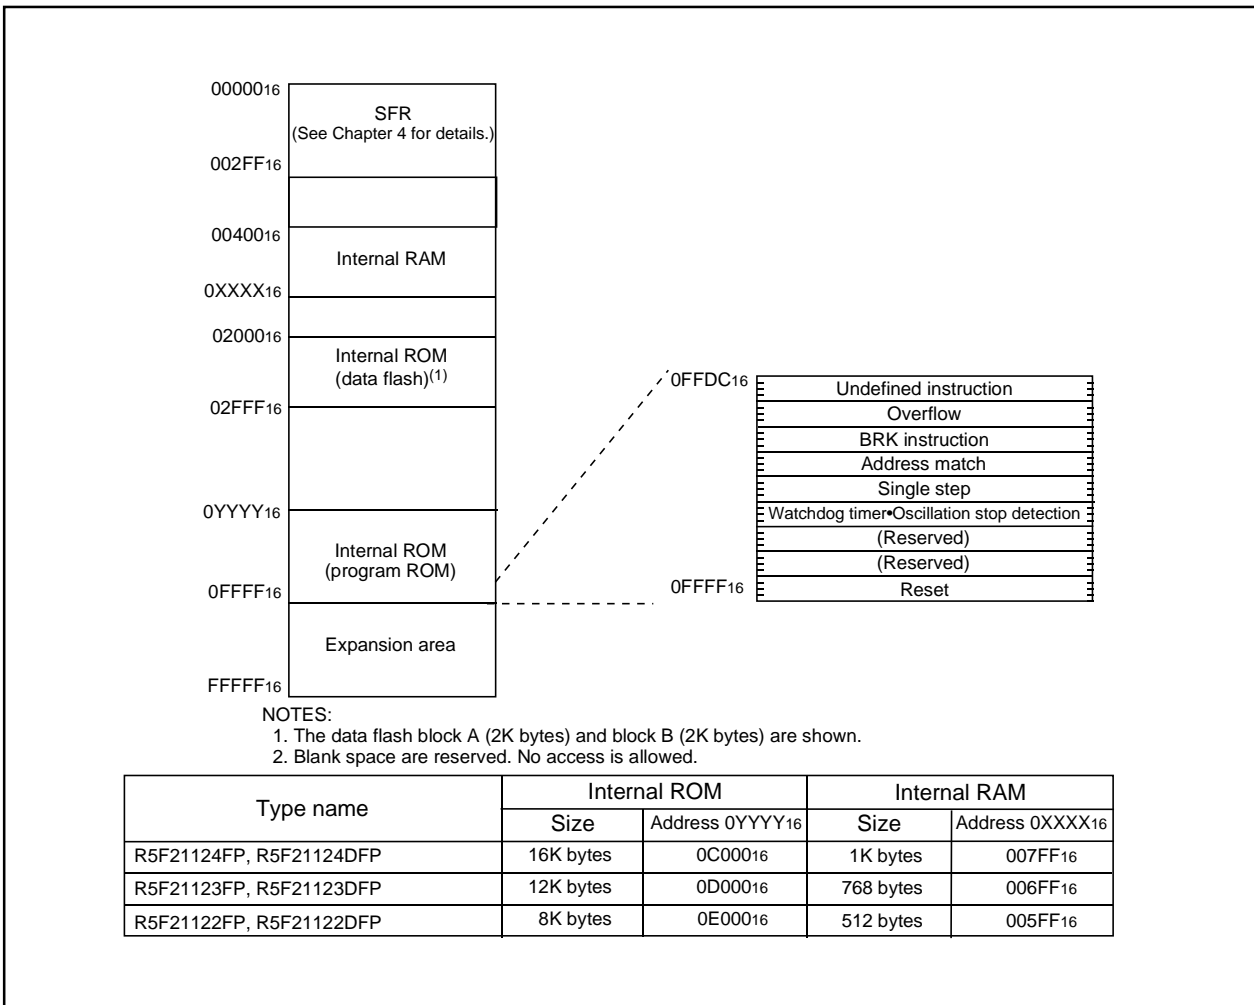 0000016
SFR
(See Chapter 4 for details.)
002FF16
0040016
Internal RAM
0XXXX16
0200016
Internal ROM
(data flash)(1)
02FFF16
0YYYY16
Internal ROM
(program ROM)
0FFFF16
Expansion area
FFFFF16
0FFDC16
Undefined instruction
Overflow
BRK instruction
Address match
Single step
Watchdog timer•Oscillation stop detection
(Reserved)
(Reserved)
0FFFF16
Reset
NOTES:
1. The data flash block A (2K bytes) and block B (2K bytes) are shown.
2. Blank space are reserved. No access is allowed.
Type name Internal ROM Internal RAM
Size Address 0YYYY16 Size Address 0XXXX16
R5F21124FP, R5F21124DFP 16K bytes 0C00016 1K bytes 007FF16
R5F21123FP, R5F21123DFP 12K bytes 0D00016 768 bytes 006FF16
R5F21122FP, R5F21122DFP 8K bytes 0E00016 512 bytes 005FF16